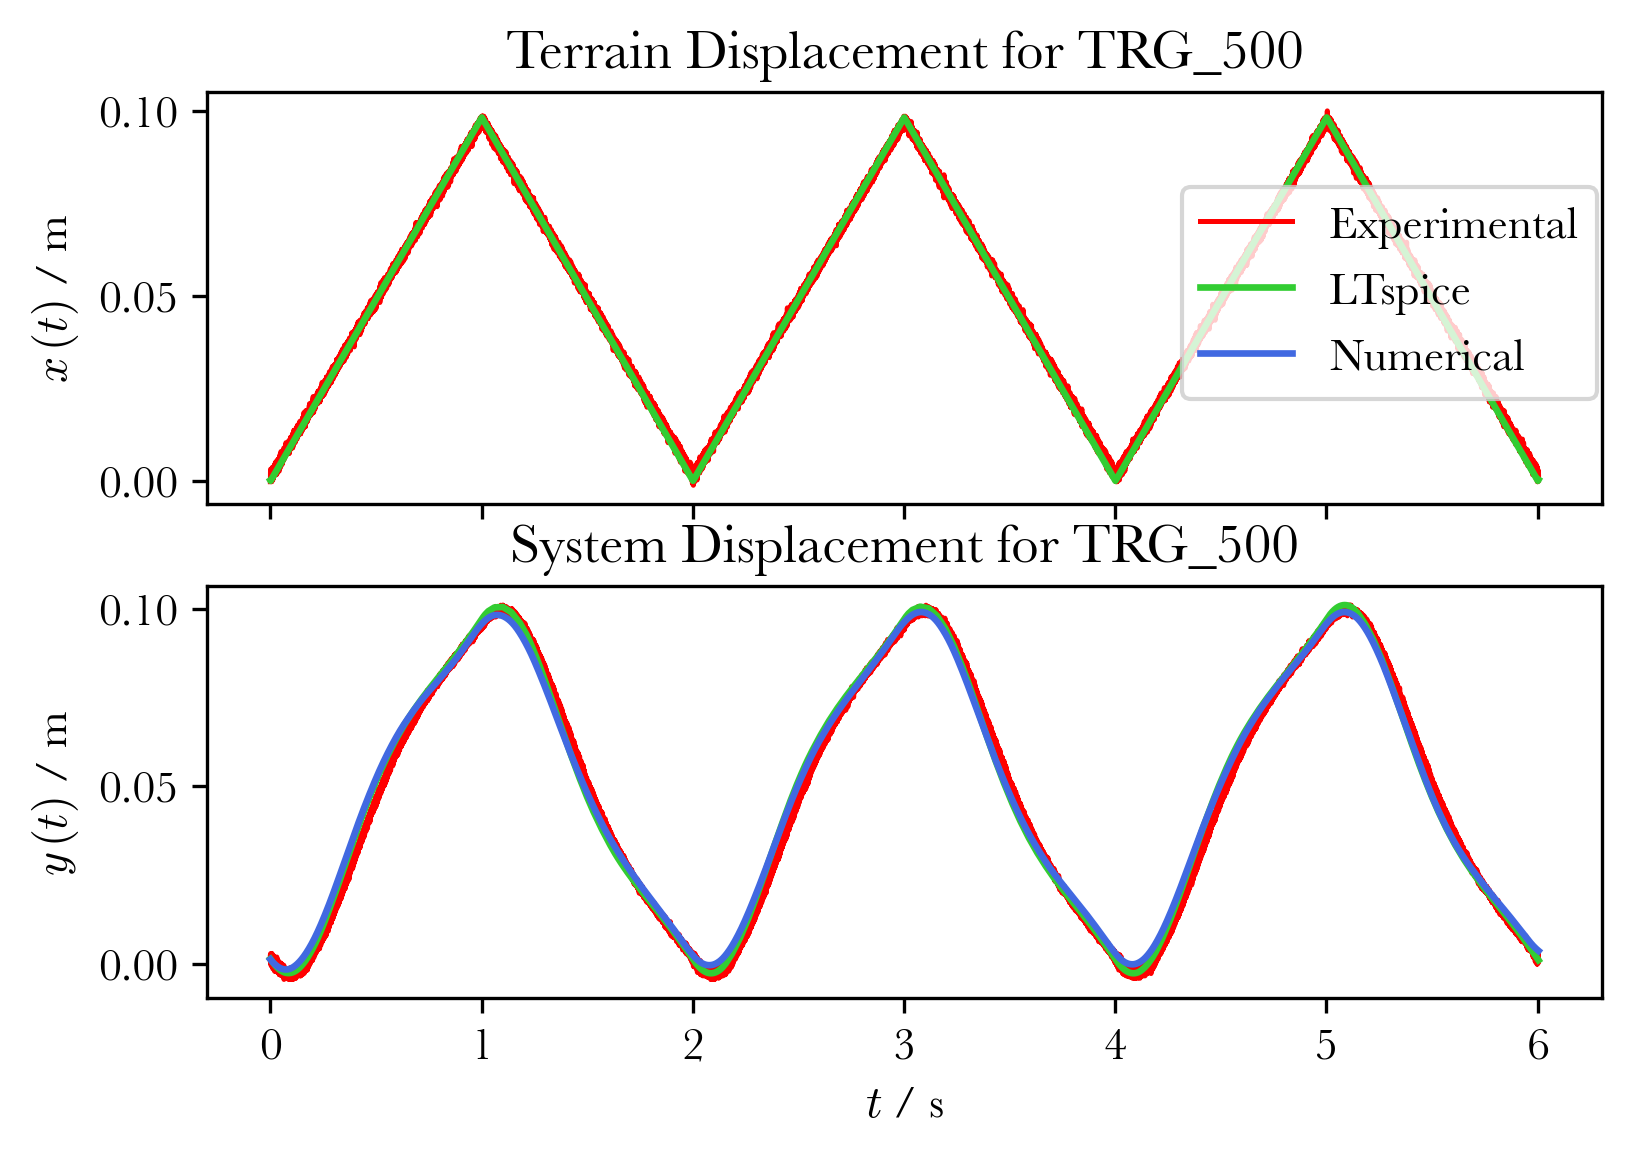 Terrain Displacement for TRG_500
0.10
0.05
0.00
x (t) / m
Experimental
LTspice
Numerical
System Displacement for TRG_500
0.10
0.05
0.00
y (t) / m
0 1 2 3 4 5 6
t / s